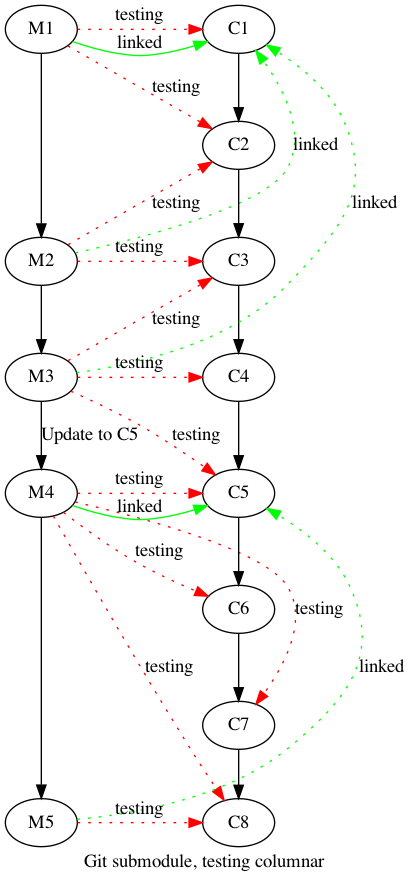 M1
testing
C1
linked
testing
C2
linked
testing
linked
M2
testing
C3
testing
M3
testing
C4
Update to C5
testing
testing
M4
linked
C5
testing
C6
testing
testing
linked
C7
testing
M5
C8
Git submodule, testing columnar